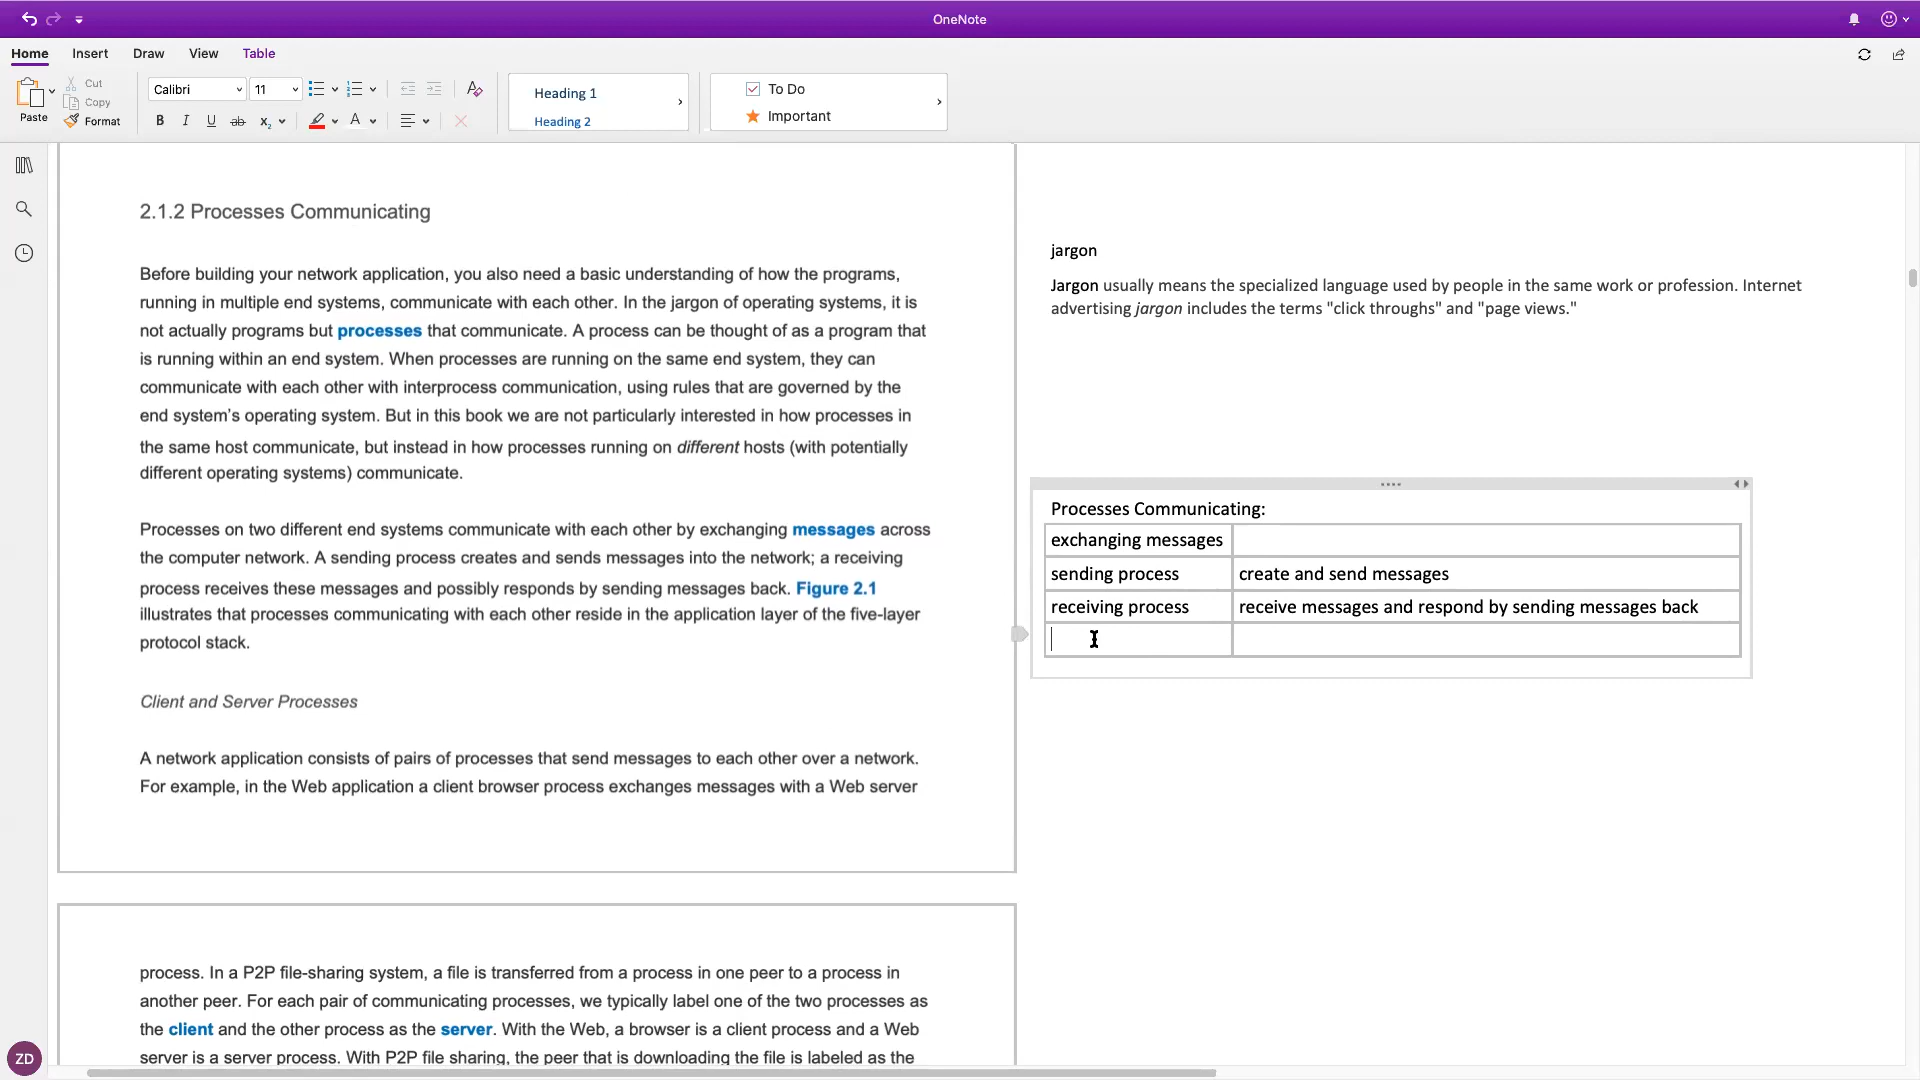 OneNote
Home Insert Draw View Table
Paste
Cut
Copy
Format
Calibri 11
B I U ab x₂ A
Heading 1
Heading 2
To Do
Important
2.1.2 Processes Communicating
Before building your network application, you also need a basic understanding of how the programs,
running in multiple end systems, communicate with each other. In the jargon of operating systems, it is
not actually programs but processes that communicate. A process can be thought of as a program that
is running within an end system. When processes are running on the same end system, they can
communicate with each other with interprocess communication, using rules that are governed by the
end system's operating system. But in this book we are not particularly interested in how processes in
the same host communicate, but instead in how processes running on different hosts (with potentially
different operating systems) communicate.
Processes on two different end systems communicate with each other by exchanging messages across
the computer network. A sending process creates and sends messages into the network; a receiving
process receives these messages and possibly responds by sending messages back. Figure 2.1
illustrates that processes communicating with each other reside in the application layer of the five-layer
protocol stack.
Client and Server Processes
A network application consists of pairs of processes that send messages to each other over a network.
For example, in the Web application a client browser process exchanges messages with a Web server
process. In a P2P file-sharing system, a file is transferred from a process in one peer to a process in
another peer. For each pair of communicating processes, we typically label one of the two processes as
the client and the other process as the server. With the Web, a browser is a client process and a Web
server is a server process. With P2P file sharing, the peer that is downloading the file is labeled as the
jargon
Jargon usually means the specialized language used by people in the same work or profession. Internet
advertising jargon includes the terms "click throughs" and "page views."
Processes Communicating:
exchanging messages
sending process create and send messages
receiving process receive messages and respond by sending messages back
ZD